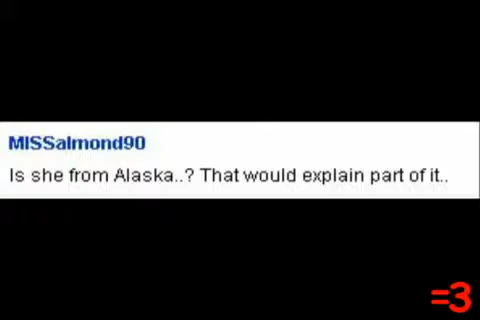 MISSalmond90
Is she from Alaska..? That would explain part of it..
=3